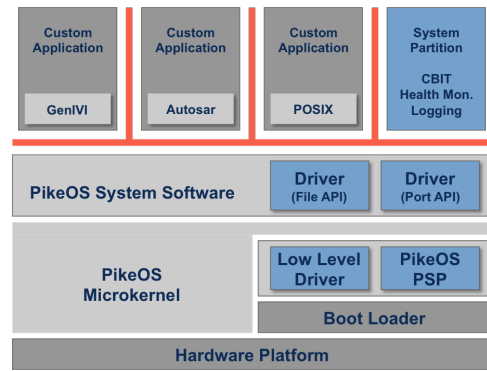 Custom
Application
GenIVI
Custom
Application
Autosar
Custom
Application
POSIX
System
Partition
CBIT
Health Mon.
Logging
PikeOS System Software
Driver
(File API)
Driver
(Port API)
PikeOS
Microkernel
Low Level
Driver
PikeOS
PSP
Boot Loader
Hardware Platform